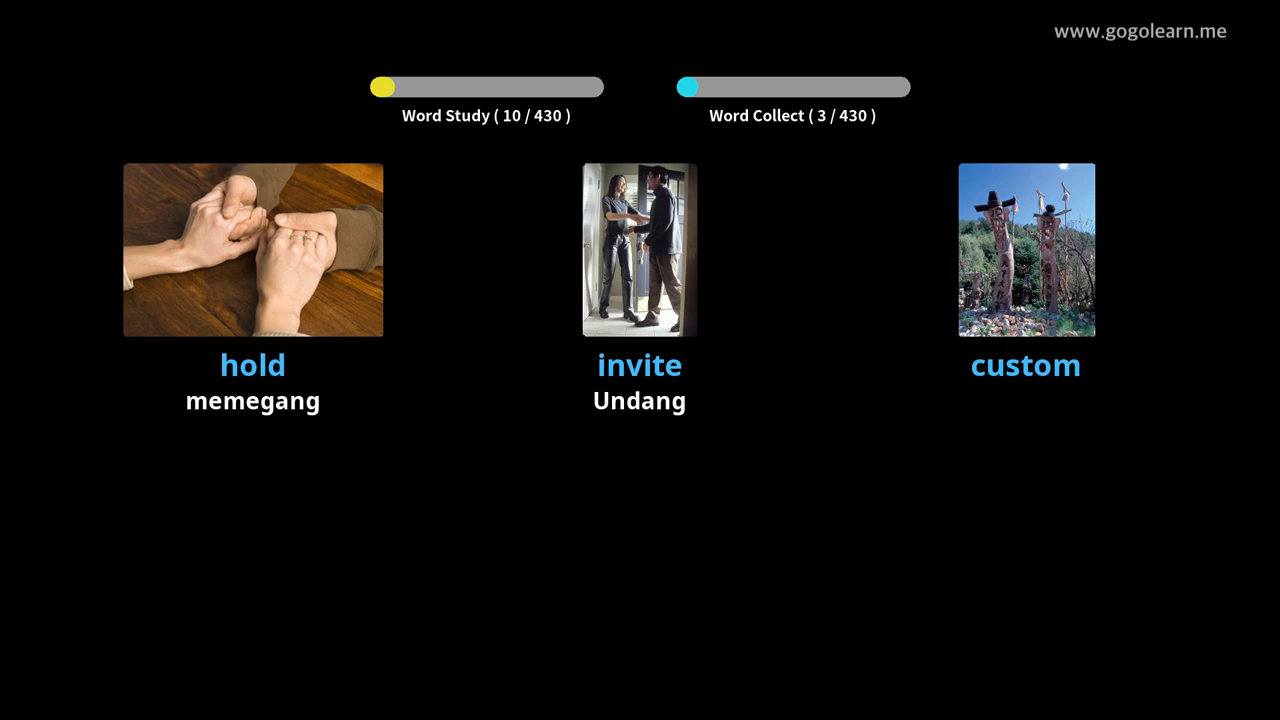 www.gogolearn.me
Word Study ( 10 / 430 )
Word Collect ( 3 / 430 )
hold
memegang
invite
Undang
custom